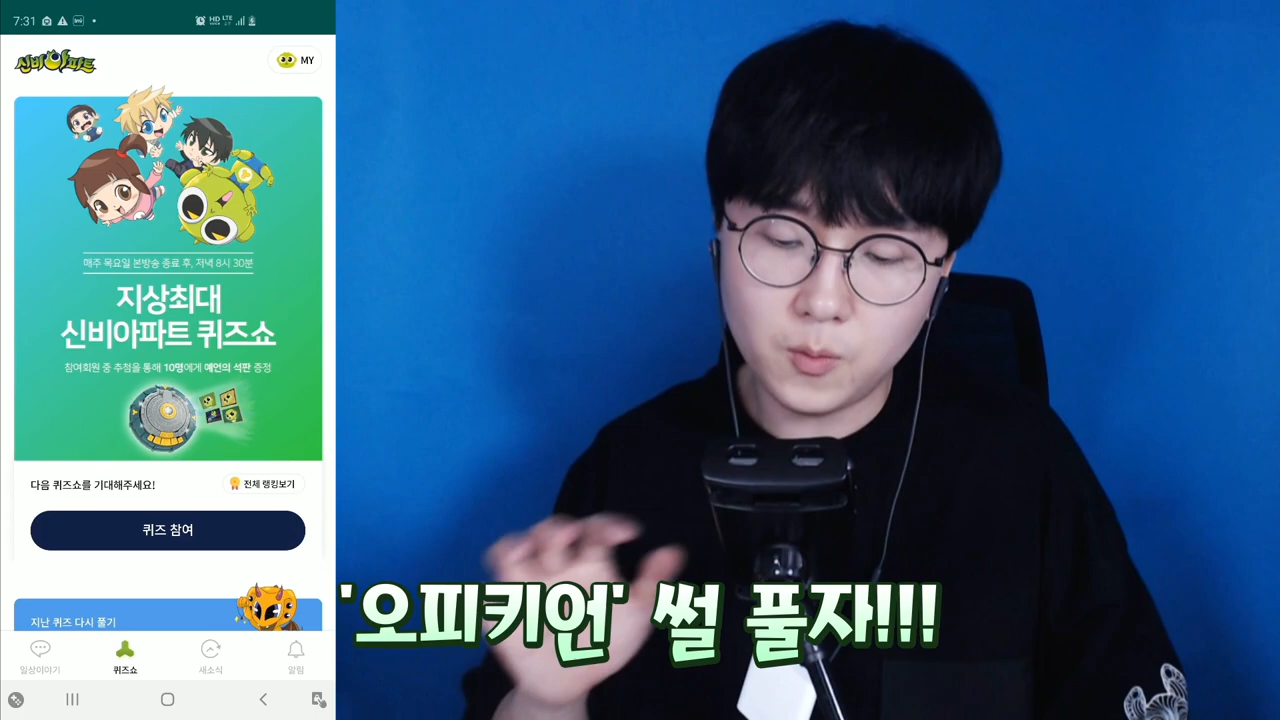 7:31
HD
LTE
신비아파트
MY
매주 목요일 본방송 종료 후, 저녁 8시 30분
지상최대
신비아파트 퀴즈쇼
참여회원 중 추첨을 통해 10명에게 예언의 석판 증정
다음 퀴즈쇼를 기대해주세요!
전체 랭킹보기
퀴즈 참여
지난 퀴즈 다시 풀기
일상이야기
퀴즈쇼
새소식
알림
'오피키언' 썰 풀자!!!